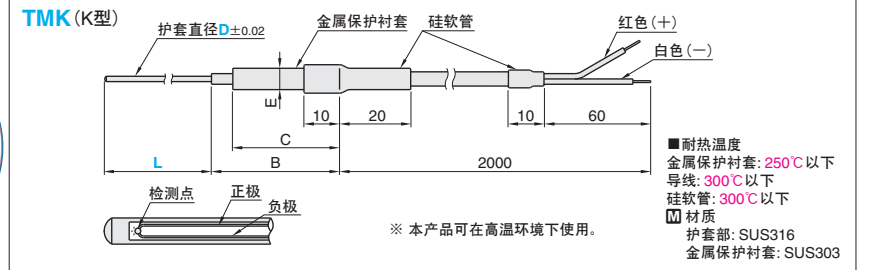 TMK(K型)
护套直径D±0.02
金属保护衬套
硅软管
红色(+)
白色(-)
E
10
20
10
60
C
L
B
2000
检测点
正极
负极
※ 本产品可在高温环境下使用。
■耐热温度
金属保护衬套: 250℃以下
导线: 300℃以下
硅软管: 300℃以下
M 材质
护套部: SUS316
金属保护衬套: SUS303